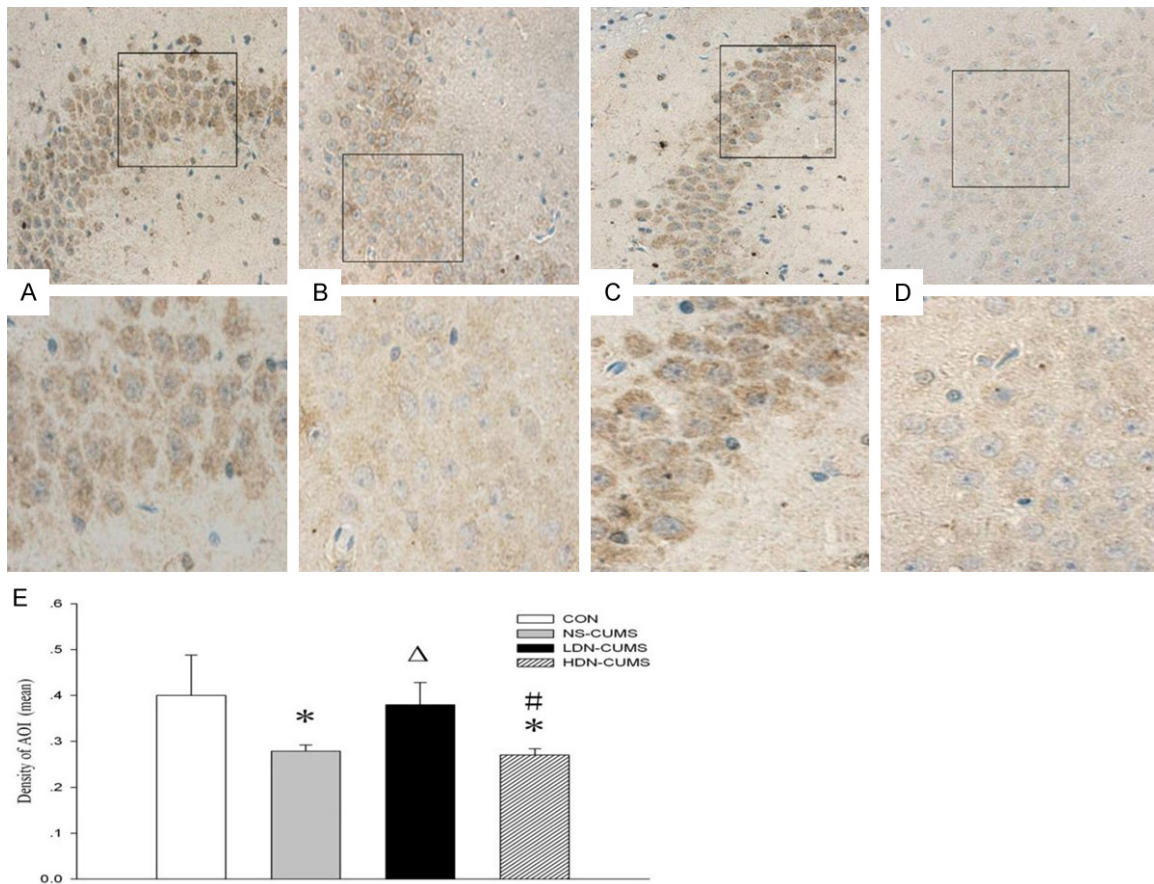 A
B
C
D
E
Density of AOI (mean)
.6
.5
.4
.3
.2
.1
0.0
*
Δ
#
*
CON
NS-CUMS
LDN-CUMS
HDN-CUMS